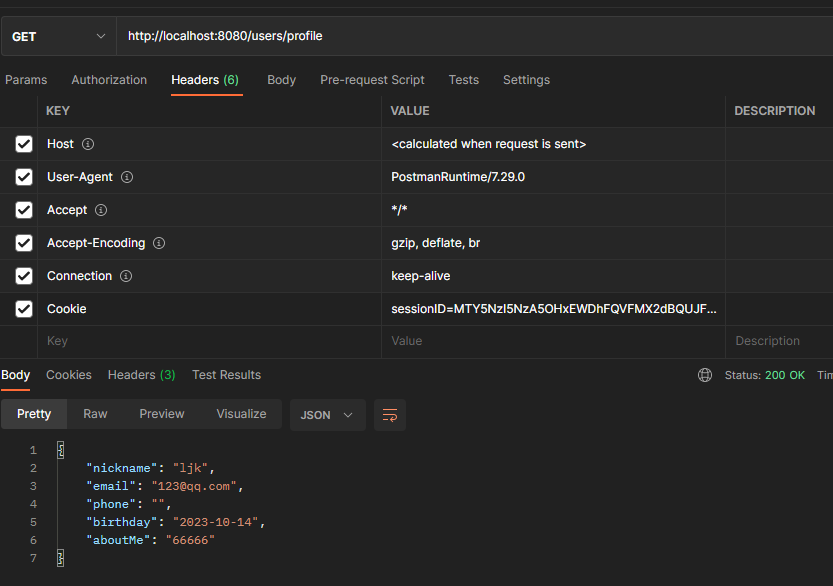 GET http://localhost:8080/users/profile
Params Authorization Headers (6) Body Pre-request Script Tests Settings
KEY VALUE DESCRIPTION
Host <calculated when request is sent>
User-Agent PostmanRuntime/7.29.0
Accept */*
Accept-Encoding gzip, deflate, br
Connection keep-alive
Cookie sessionID=MTY5NzI5NzA5OHxEWDhFQVFMX2dBQUJF...
Key Value Description
Body Cookies Headers (3) Test Results Status: 200 OK Tim
Pretty Raw Preview Visualize JSON
1 {
2 "nickname": "ljk",
3 "email": "123@qq.com",
4 "phone": "",
5 "birthday": "2023-10-14",
6 "aboutMe": "66666"
7 }